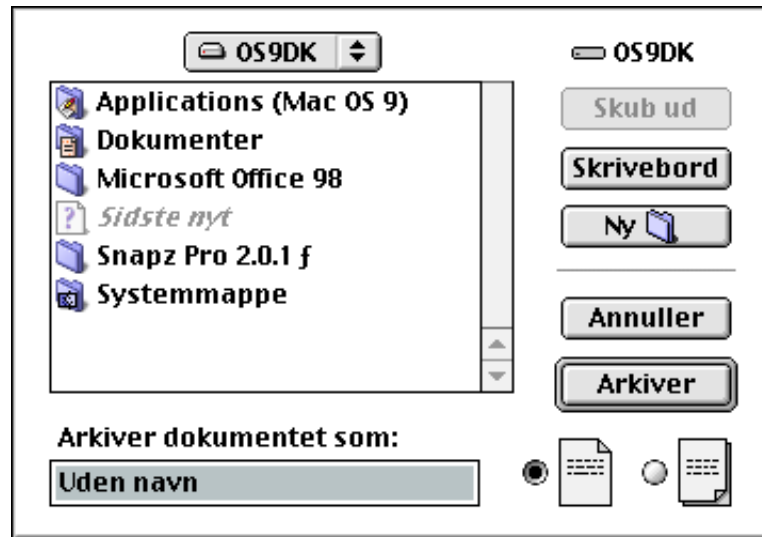 OS9DK
OS9DK
Applications (Mac OS 9)
Dokumenter
Microsoft Office 98
Sidste nyt
Snapz Pro 2.0.1 ƒ
Systemmappe
Skub ud
Skrivebord
Ny
Annuller
Arkiver
Arkiver dokumentet som:
Uden navn